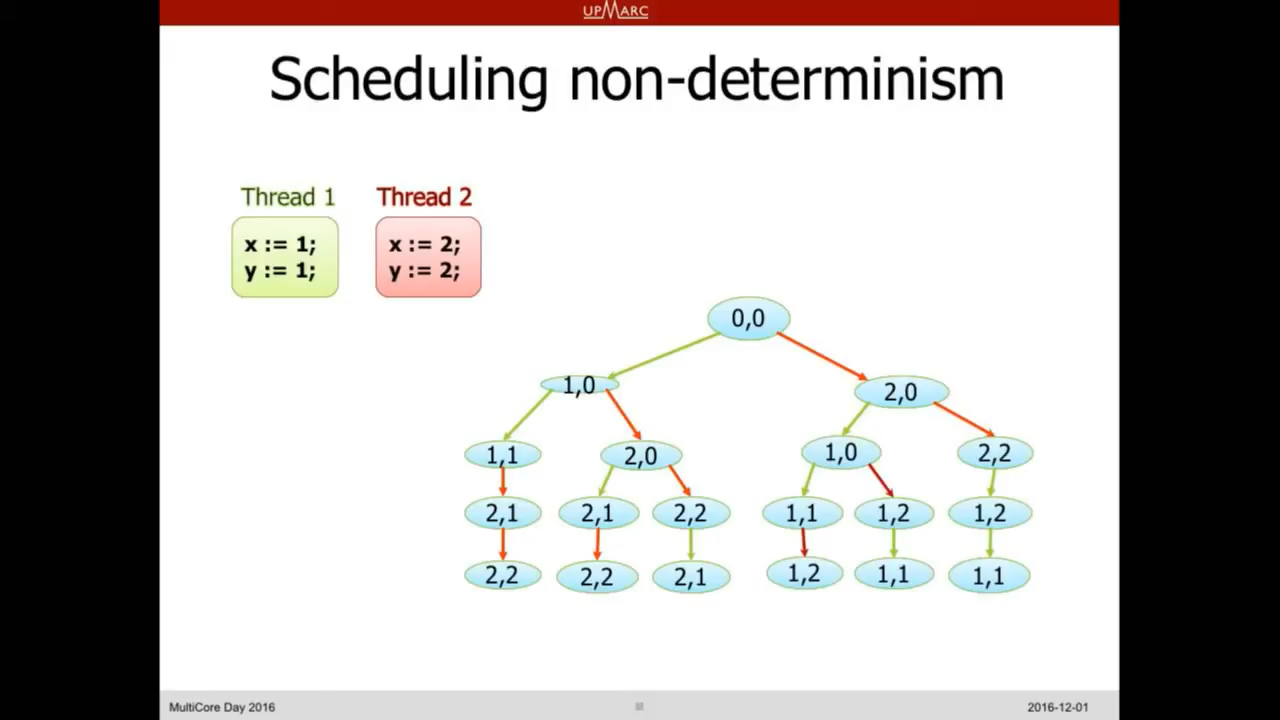 UPMARC
Scheduling non-determinism
Thread 1
Thread 2
x := 1;
y := 1;
x := 2;
y := 2;
0,0
1,0
2,0
1,1
2,0
1,0
2,2
2,1
2,1
2,2
1,1
1,2
1,2
2,2
2,2
2,1
1,2
1,1
1,1
MultiCore Day 2016
2016-12-01